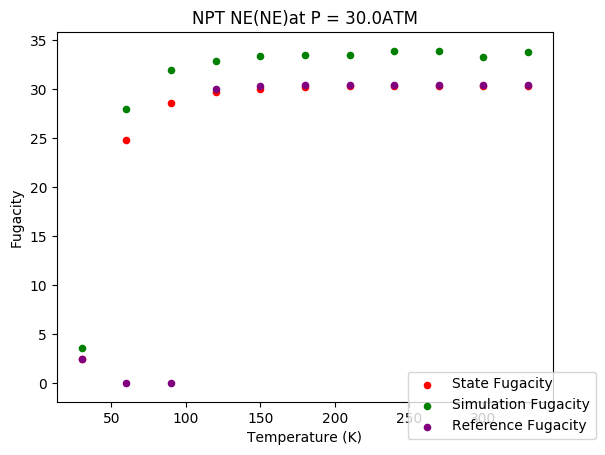 NPT NE(NE)at P = 30.0ATM
35
30
25
20
15
10
5
0
Fugacity
50
100
150
200
250
300
Temperature (K)
State Fugacity
Simulation Fugacity
Reference Fugacity